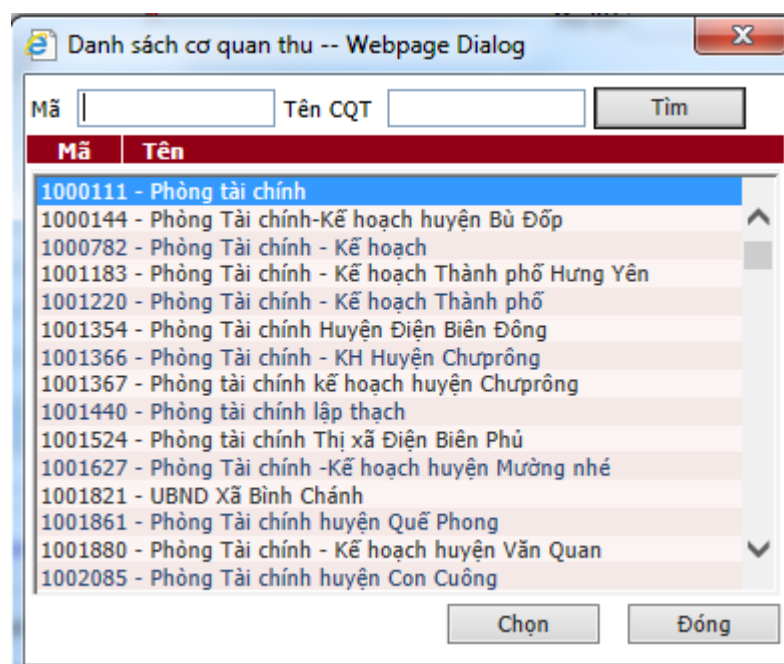 Danh sách cơ quan thu -- Webpage Dialog
Mã Tên CQT Tìm
Mã Tên
1000111 - Phòng tài chính
1000144 - Phòng Tài chính-Kế hoạch huyện Bù Đốp
1000782 - Phòng Tài chính - Kế hoạch
1001183 - Phòng Tài chính - Kế hoạch Thành phố Hưng Yên
1001220 - Phòng Tài chính - Kế hoạch Thành phố
1001354 - Phòng Tài chính Huyện Điện Biên Đông
1001366 - Phòng Tài chính - KH Huyện Chưprông
1001367 - Phòng tài chính kế hoạch huyện Chưprông
1001440 - Phòng tài chính lập thạch
1001524 - Phòng tài chính Thị xã Điện Biên Phủ
1001627 - Phòng Tài chính -Kế hoạch huyện Mường nhé
1001821 - UBND Xã Bình Chánh
1001861 - Phòng Tài chính huyện Quế Phong
1001880 - Phòng Tài chính - Kế hoạch huyện Văn Quan
1002085 - Phòng Tài chính huyện Con Cuông
Chọn Đóng